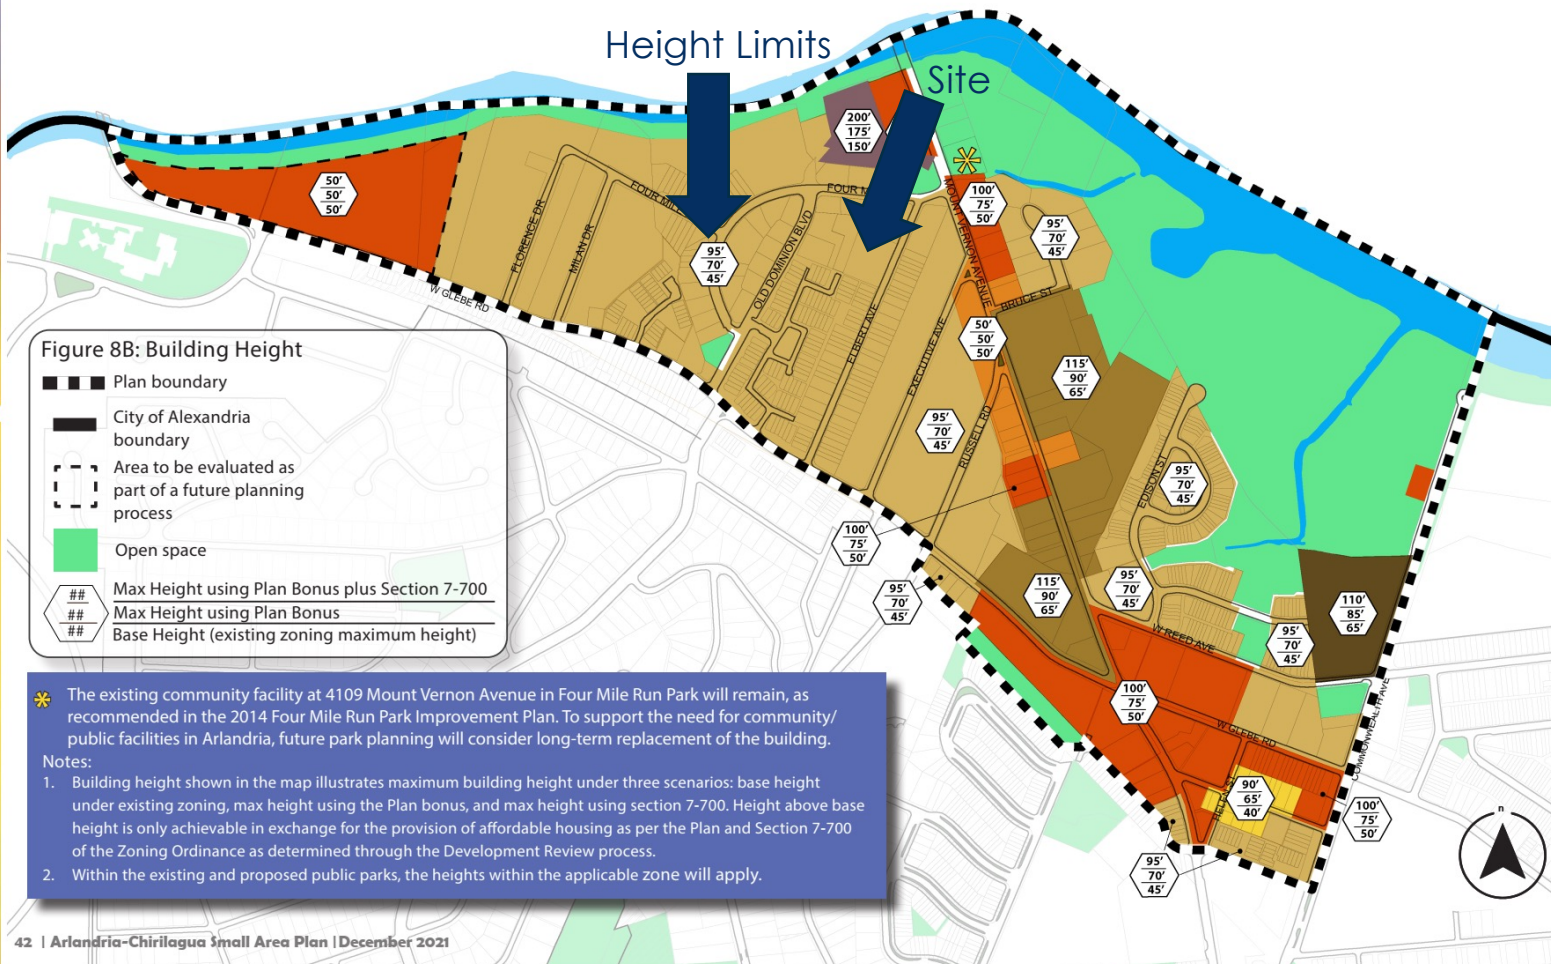 Height Limits
Site
200'
175'
150'
50'
50'
50'
FOUR MILE
FOUR M
MOUNT VERNON AVENUE
100'
75'
50'
95'
70'
45'
FLORENCE DR
MILAN DR
OLD DOMINION BLVD
95'
70'
45'
W GLEBE RD
BRUCE ST
ELBERT AVE
EXECUTIVE AVE
50'
50'
50'
115'
90'
65'
95'
70'
45'
RUSSELL RD
EDISON ST
95'
70'
45'
100'
75'
50'
95'
70'
45'
115'
90'
65'
95'
70'
45'
W REED AVE
95'
70'
45'
110'
85'
65'
100'
75'
50'
W GLEBE RD
COMMONWEALTH AVE
HELEN ST
90'
65'
40'
100'
75'
50'
95'
70'
45'
n
Figure 8B: Building Height
Plan boundary
City of Alexandria
boundary
Area to be evaluated as
part of a future planning
process
Open space
## Max Height using Plan Bonus plus Section 7-700
## Max Height using Plan Bonus
## Base Height (existing zoning maximum height)
The existing community facility at 4109 Mount Vernon Avenue in Four Mile Run Park will remain, as
recommended in the 2014 Four Mile Run Park Improvement Plan. To support the need for community/
public facilities in Arlandria, future park planning will consider long-term replacement of the building.
Notes:
1. Building height shown in the map illustrates maximum building height under three scenarios: base height
under existing zoning, max height using the Plan bonus, and max height using section 7-700. Height above base
height is only achievable in exchange for the provision of affordable housing as per the Plan and Section 7-700
of the Zoning Ordinance as determined through the Development Review process.
2. Within the existing and proposed public parks, the heights within the applicable zone will apply.
42 | Arlandria-Chirilagua Small Area Plan | December 2021